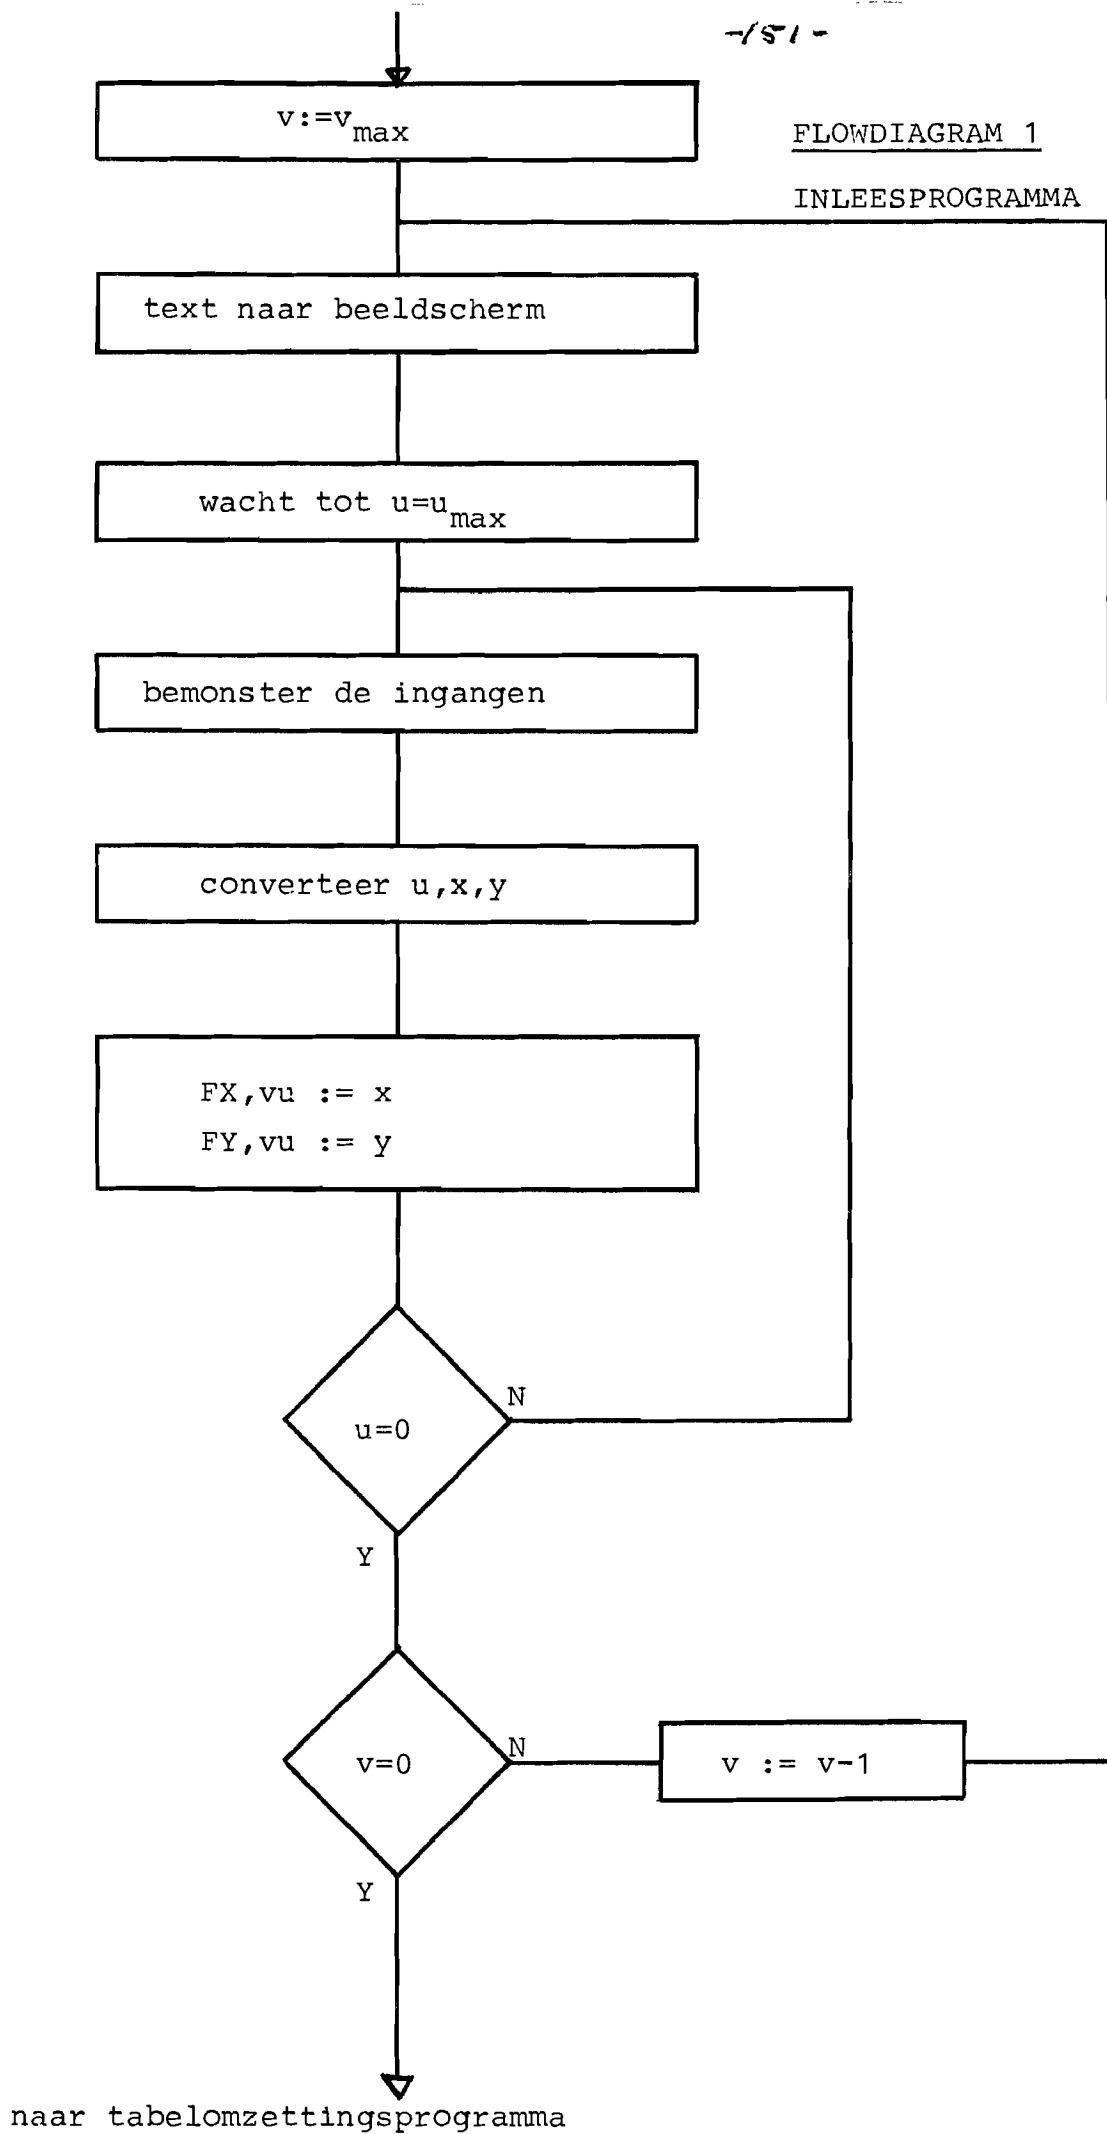 -151-
v:=vmax
FLOWDIAGRAM 1
INLEESPROGRAMMA
text naar beeldscherm
wacht tot u=umax
bemonster de ingangen
converteer u,x,y
FX,vu := x
FY,vu := y
N
u=0
Y
N
v=0
v := v-1
Y
naar tabelomzettingsprogramma